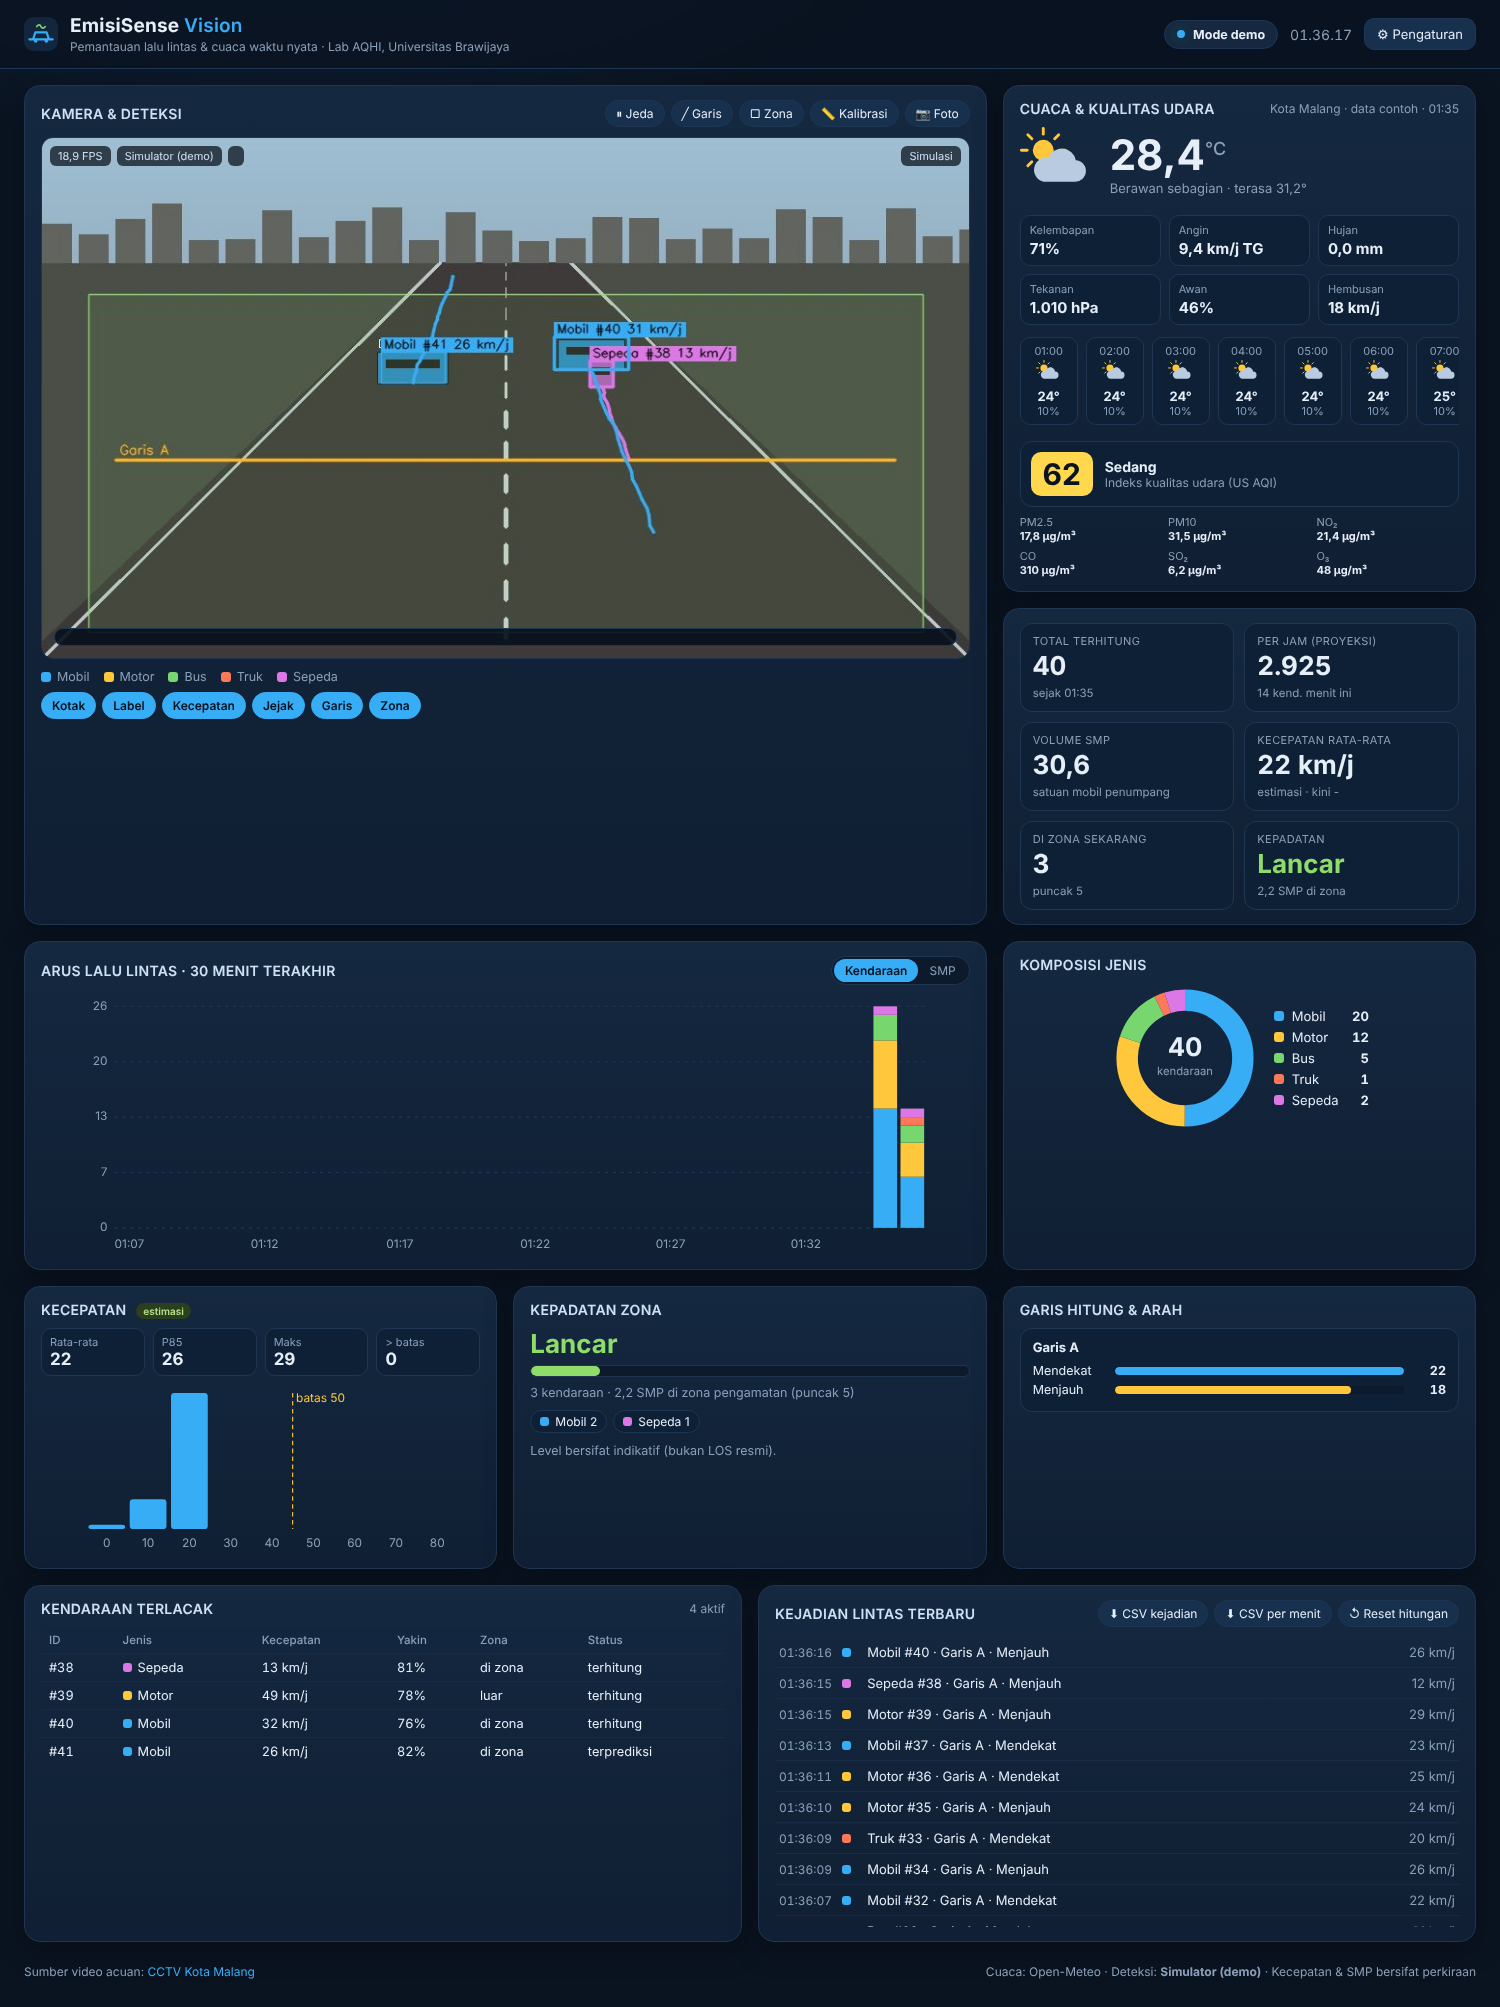 EmisiSense Vision
Pemantauan lalu lintas & cuaca waktu nyata · Lab AQHI, Universitas Brawijaya
Mode demo
01.36.17
⚙ Pengaturan
KAMERA & DETEKSI
Jeda
Garis
Zona
Kalibrasi
Foto
18,9 FPS
Simulator (demo)
Simulasi
Mobil #41 26 km/j
Mobil #40 31 km/j
Sepeda #38 13 km/j
Garis A
Mobil
Motor
Bus
Truk
Sepeda
Kotak
Label
Kecepatan
Jejak
Garis
Zona
CUACA & KUALITAS UDARA
Kota Malang · data contoh · 01:35
28,4°C
Berawan sebagian · terasa 31,2°
Kelembapan
71%
Angin
9,4 km/j TG
Hujan
0,0 mm
Tekanan
1.010 hPa
Awan
46%
Hembusan
18 km/j
01:00
24°
10%
02:00
24°
10%
03:00
24°
10%
04:00
24°
10%
05:00
24°
10%
06:00
24°
10%
07:00
25°
10%
62
Sedang
Indeks kualitas udara (US AQI)
PM2.5
17,8 µg/m³
PM10
31,5 µg/m³
NO₂
21,4 µg/m³
CO
310 µg/m³
SO₂
6,2 µg/m³
O₃
48 µg/m³
TOTAL TERHITUNG
40
sejak 01:35
PER JAM (PROYEKSI)
2.925
14 kend. menit ini
VOLUME SMP
30,6
satuan mobil penumpang
KECEPATAN RATA-RATA
22 km/j
estimasi · kini -
DI ZONA SEKARANG
3
puncak 5
KEPADATAN
Lancar
2,2 SMP di zona
ARUS LALU LINTAS · 30 MENIT TERAKHIR
Kendaraan
SMP
26
20
13
7
0
01:07
01:12
01:17
01:22
01:27
01:32
KOMPOSISI JENIS
40
kendaraan
Mobil 20
Motor 12
Bus 5
Truk 1
Sepeda 2
KECEPATAN
estimasi
Rata-rata
22
P85
26
Maks
29
> batas
0
batas 50
0 10 20 30 40 50 60 70 80
KEPADATAN ZONA
Lancar
3 kendaraan · 2,2 SMP di zona pengamatan (puncak 5)
Mobil 2
Sepeda 1
Level bersifat indikatif (bukan LOS resmi).
GARIS HITUNG & ARAH
Garis A
Mendekat 22
Menjauh 18
KENDARAAN TERLACAK
4 aktif
ID Jenis Kecepatan Yakin Zona Status
#38 Sepeda 13 km/j 81% di zona terhitung
#39 Motor 49 km/j 78% luar terhitung
#40 Mobil 32 km/j 76% di zona terhitung
#41 Mobil 26 km/j 82% di zona terprediksi
KEJADIAN LINTAS TERBARU
⬇ CSV kejadian
⬇ CSV per menit
↺ Reset hitungan
01:36:16 Mobil #40 · Garis A · Menjauh 26 km/j
01:36:15 Sepeda #38 · Garis A · Menjauh 12 km/j
01:36:15 Motor #39 · Garis A · Menjauh 29 km/j
01:36:13 Mobil #37 · Garis A · Mendekat 23 km/j
01:36:11 Motor #36 · Garis A · Mendekat 25 km/j
01:36:10 Motor #35 · Garis A · Menjauh 24 km/j
01:36:09 Truk #33 · Garis A · Mendekat 20 km/j
01:36:09 Mobil #34 · Garis A · Menjauh 26 km/j
01:36:07 Mobil #32 · Garis A · Mendekat 22 km/j
Sumber video acuan: CCTV Kota Malang
Cuaca: Open-Meteo · Deteksi: Simulator (demo) · Kecepatan & SMP bersifat perkiraan